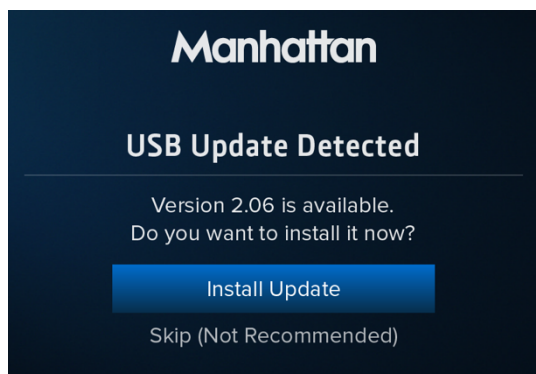 Manhattan
USB Update Detected
Version 2.06 is available.
Do you want to install it now?
Install Update
Skip (Not Recommended)